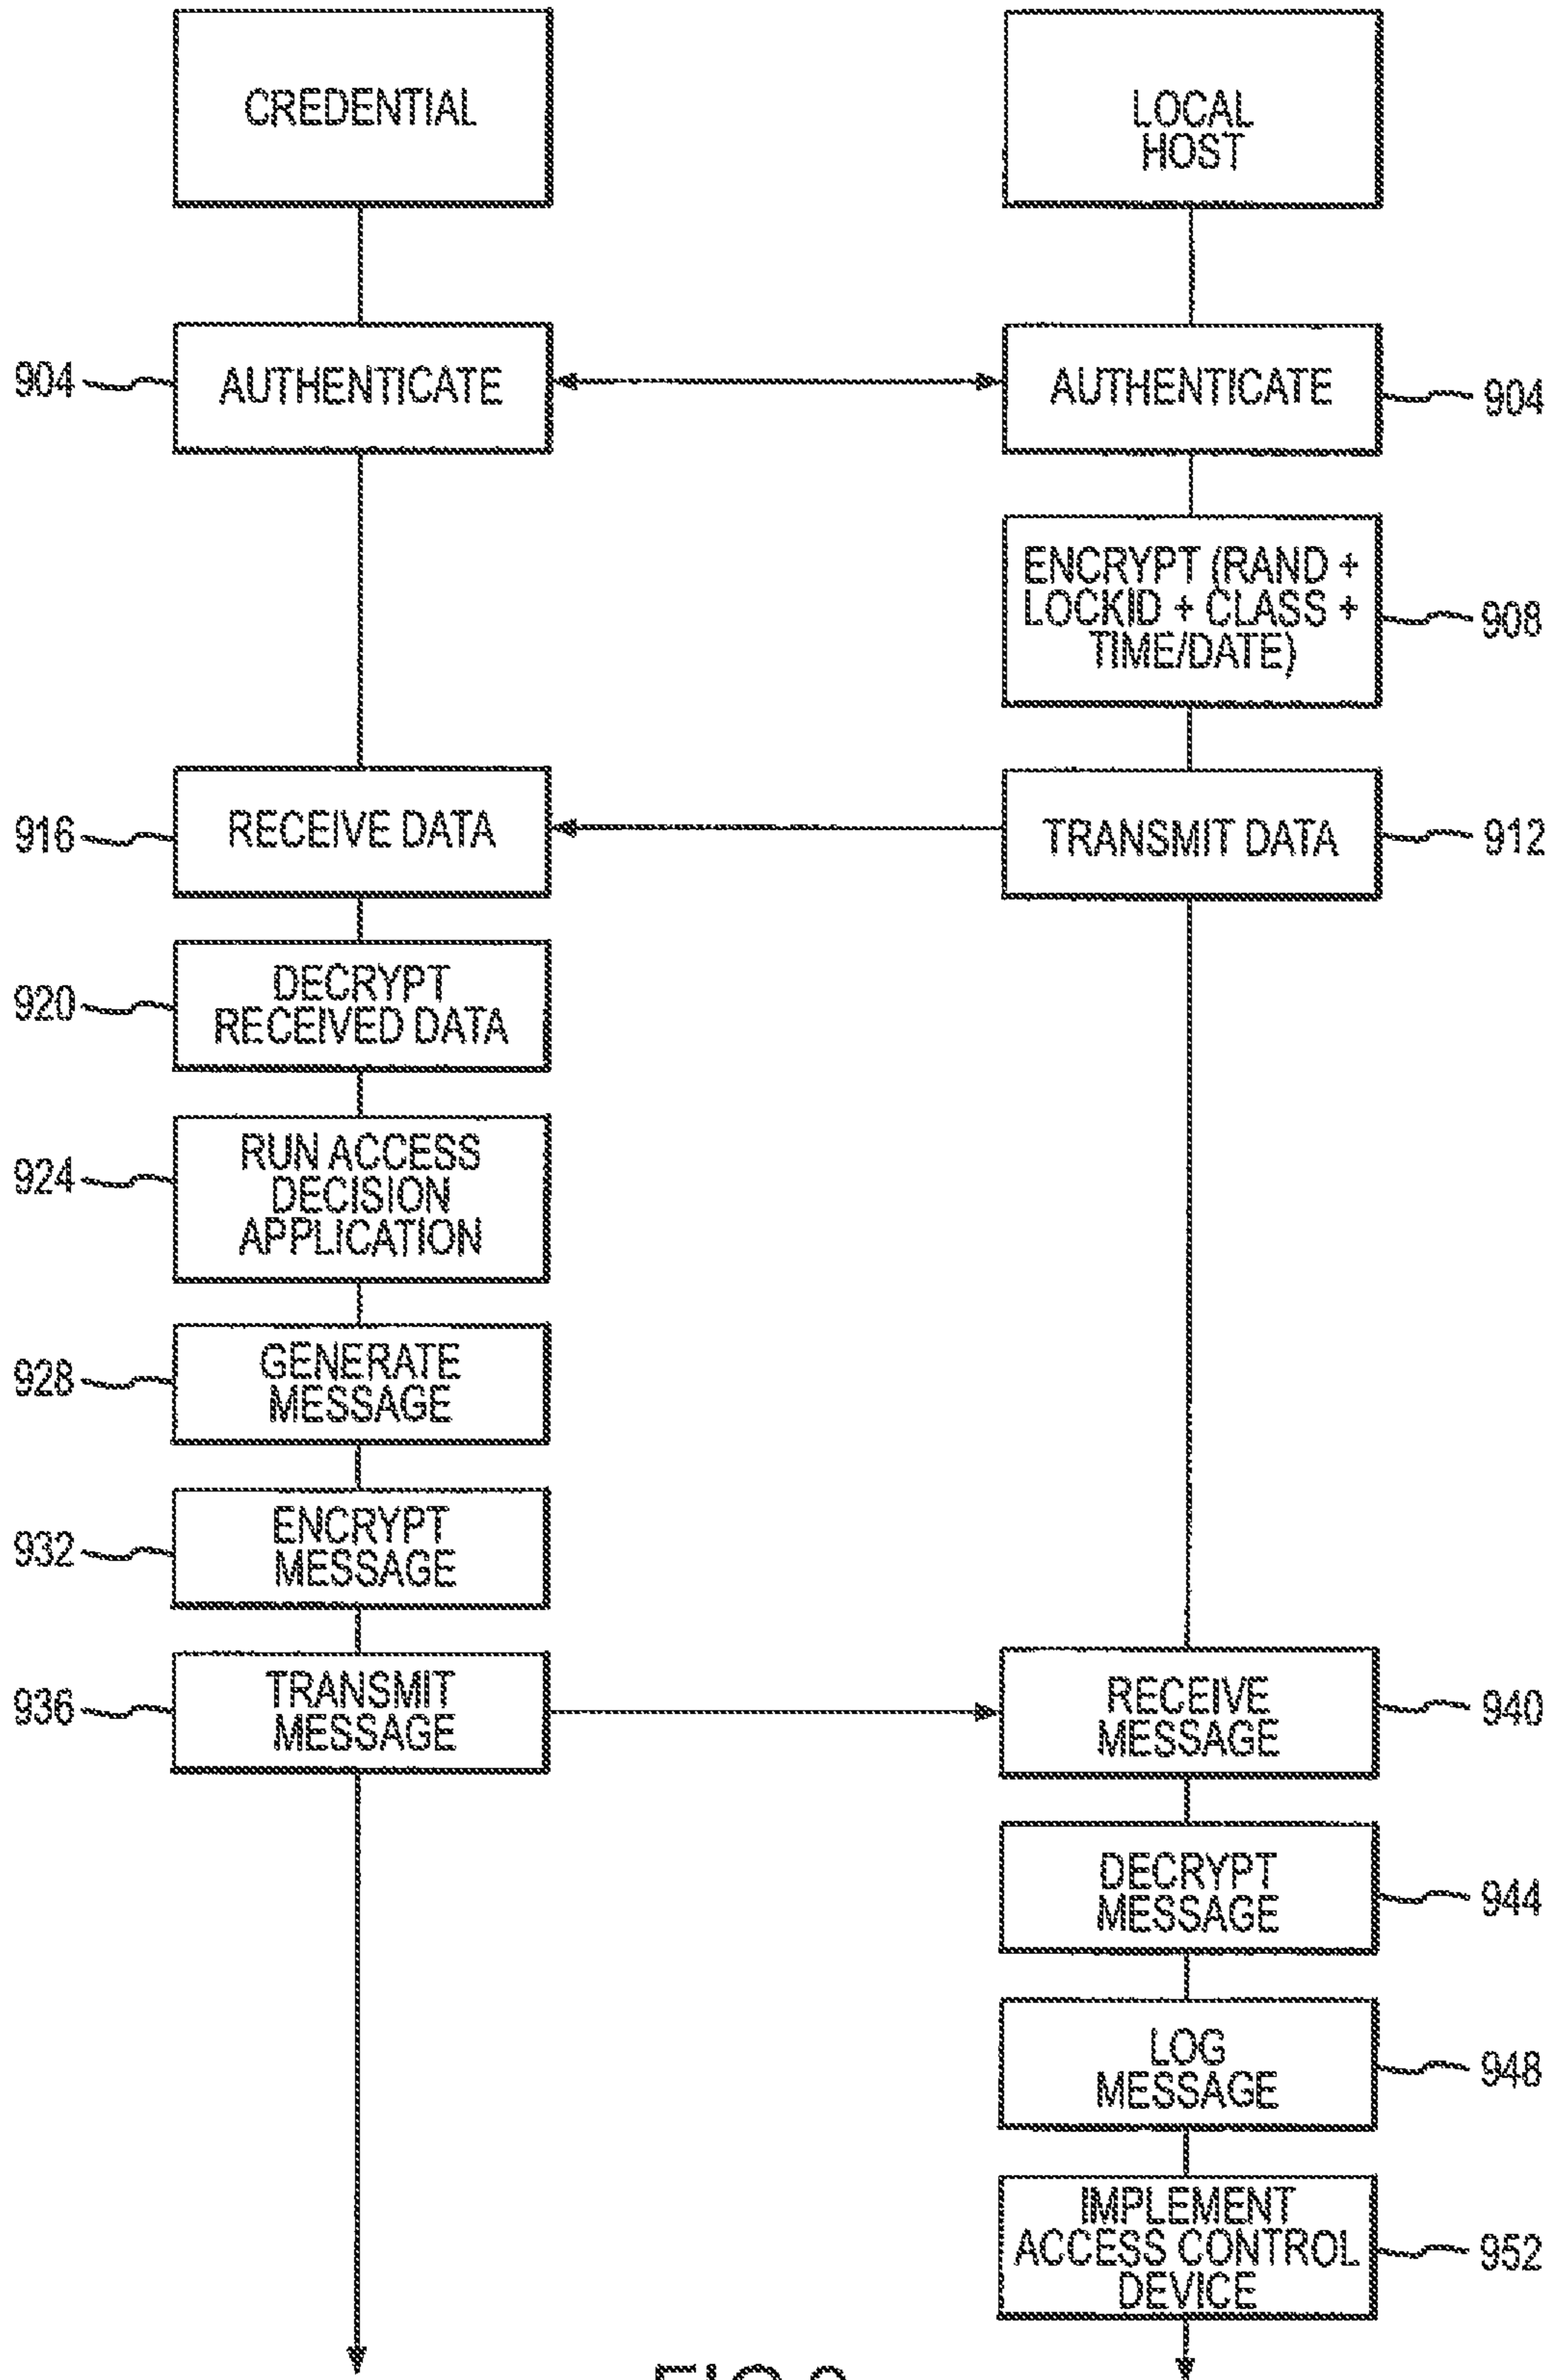 CREDENTIAL
LOCAL
HOST
904
AUTHENTICATE
AUTHENTICATE
904
ENCRYPT (RAND +
LOCKID + CLASS +
TIME/DATE)
908
916
RECEIVE DATA
TRANSMIT DATA
912
920
DECRYPT
RECEIVED DATA
924
RUN ACCESS
DECISION
APPLICATION
928
GENERATE
MESSAGE
932
ENCRYPT
MESSAGE
936
TRANSMIT
MESSAGE
RECEIVE
MESSAGE
940
DECRYPT
MESSAGE
944
LOG
MESSAGE
948
IMPLEMENT
ACCESS CONTROL
DEVICE
952